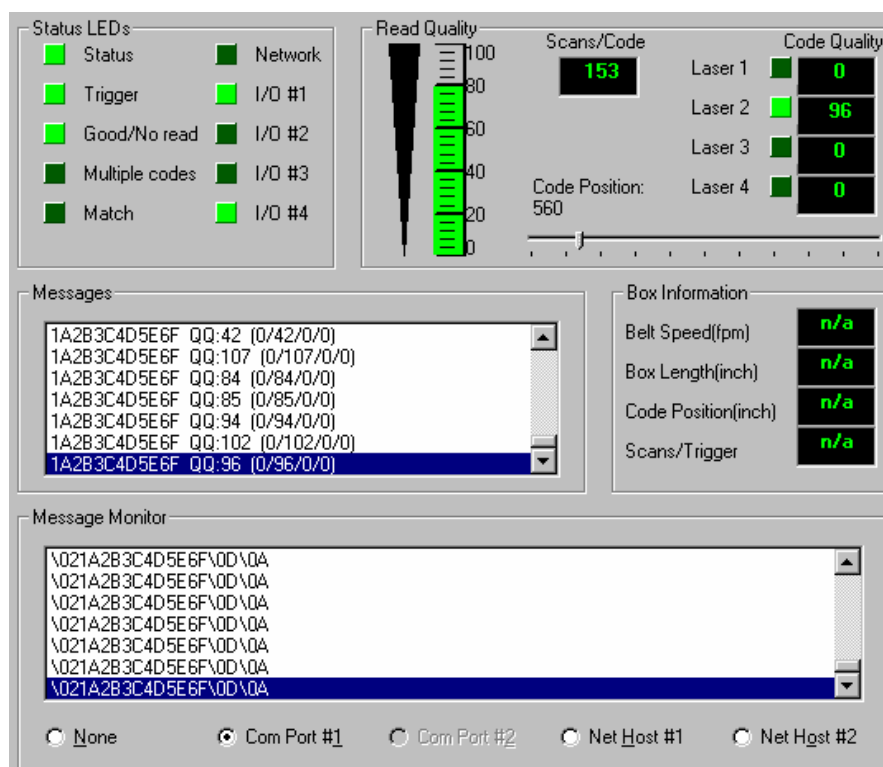 Status LEDs
Status Network
Trigger I/O #1
Good/No read I/O #2
Multiple codes I/O #3
Match I/O #4
Read Quality
100
80
60
40
20
0
Scans/Code
153
Code Position:
560
Code Quality
Laser 1 0
Laser 2 96
Laser 3 0
Laser 4 0
Messages
1A2B3C4D5E6F QQ:42 (0/42/0/0)
1A2B3C4D5E6F QQ:107 (0/107/0/0)
1A2B3C4D5E6F QQ:84 (0/84/0/0)
1A2B3C4D5E6F QQ:85 (0/85/0/0)
1A2B3C4D5E6F QQ:94 (0/94/0/0)
1A2B3C4D5E6F QQ:102 (0/102/0/0)
1A2B3C4D5E6F QQ:96 (0/96/0/0)
Box Information
Belt Speed(fpm) n/a
Box Length(inch) n/a
Code Position(inch) n/a
Scans/Trigger n/a
Message Monitor
\021A2B3C4D5E6F\0D\0A
\021A2B3C4D5E6F\0D\0A
\021A2B3C4D5E6F\0D\0A
\021A2B3C4D5E6F\0D\0A
\021A2B3C4D5E6F\0D\0A
\021A2B3C4D5E6F\0D\0A
\021A2B3C4D5E6F\0D\0A
None Com Port #1 Com Port #2 Net Host #1 Net Host #2